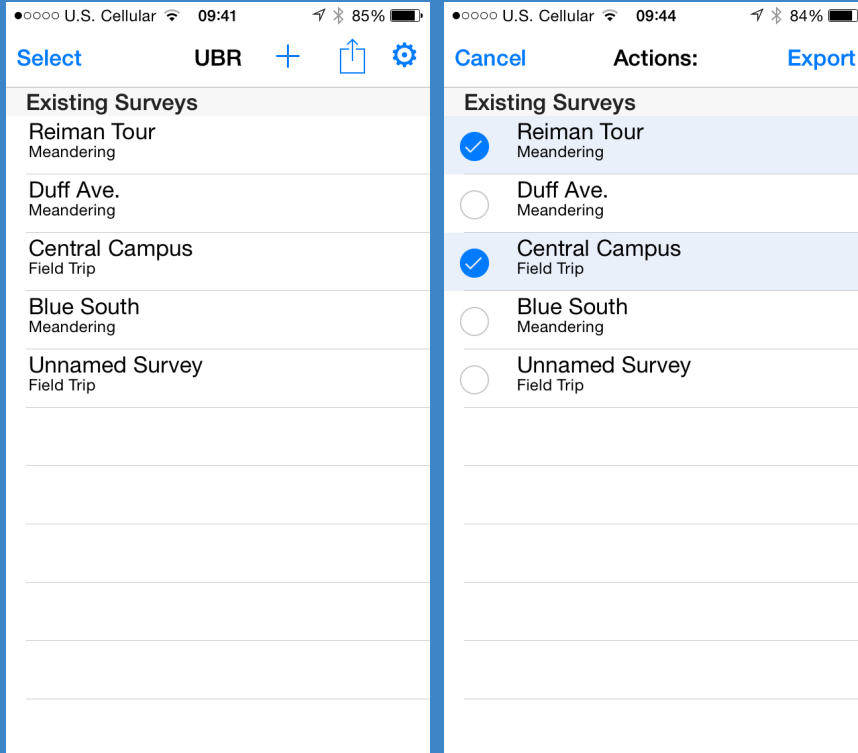 U.S. Cellular 09:41 85%
Select UBR
Existing Surveys
Reiman Tour
Meandering
Duff Ave.
Meandering
Central Campus
Field Trip
Blue South
Meandering
Unnamed Survey
Field Trip
U.S. Cellular 09:44 84%
Cancel Actions: Export
Existing Surveys
Reiman Tour
Meandering
Duff Ave.
Meandering
Central Campus
Field Trip
Blue South
Meandering
Unnamed Survey
Field Trip